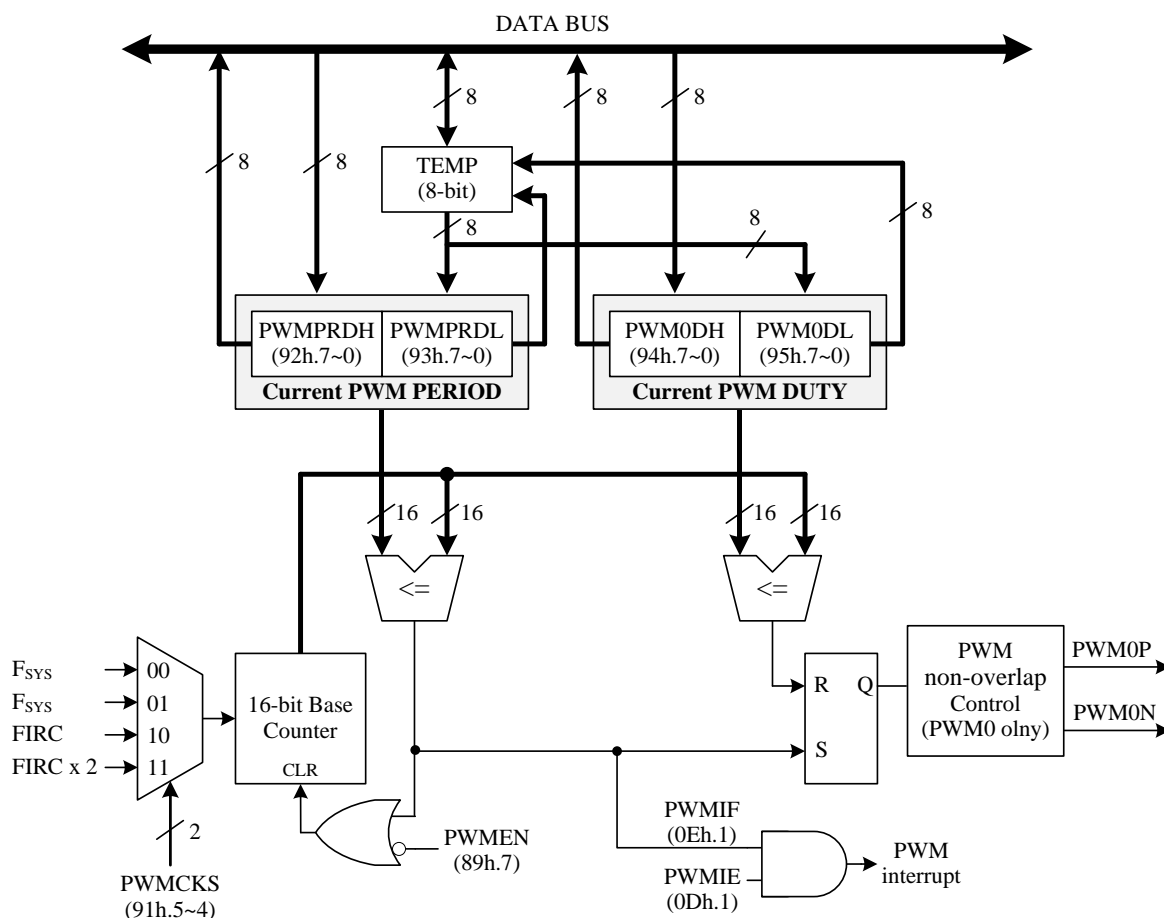 DATA BUS
8
8
8
8
8
TEMP
(8-bit)
8
8
8
PWMPRDH
(92h.7~0)
PWMPRDL
(93h.7~0)
Current PWM PERIOD
PWM0DH
(94h.7~0)
PWM0DL
(95h.7~0)
Current PWM DUTY
16
16
16
16
<=
<=
FSYS
FSYS
FIRC
FIRC x 2
00
01
10
11
2
PWMCKS
(91h.5~4)
16-bit Base
Counter
CLR
PWMEN
(89h.7)
R
Q
S
PWM
non-overlap
Control
(PWM0 olny)
PWM0P
PWM0N
PWMIF
(0Eh.1)
PWMIE
(0Dh.1)
PWM
interrupt